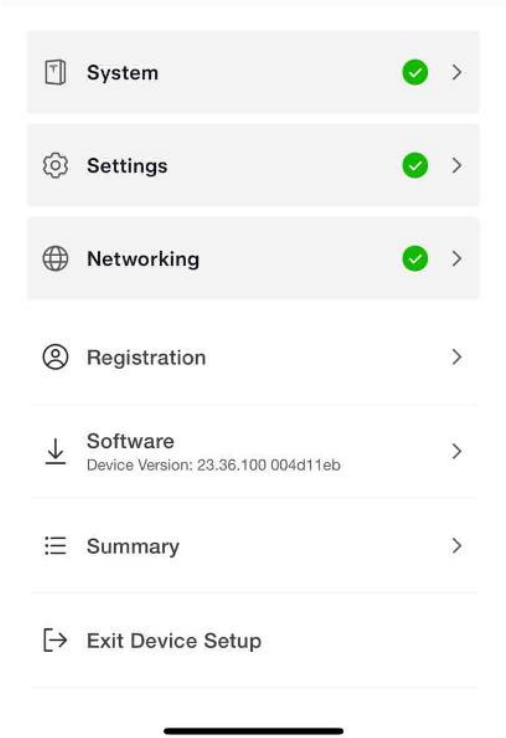 System
Settings
Networking
Registration
Software
Device Version: 23.36.100 004d11eb
Summary
Exit Device Setup